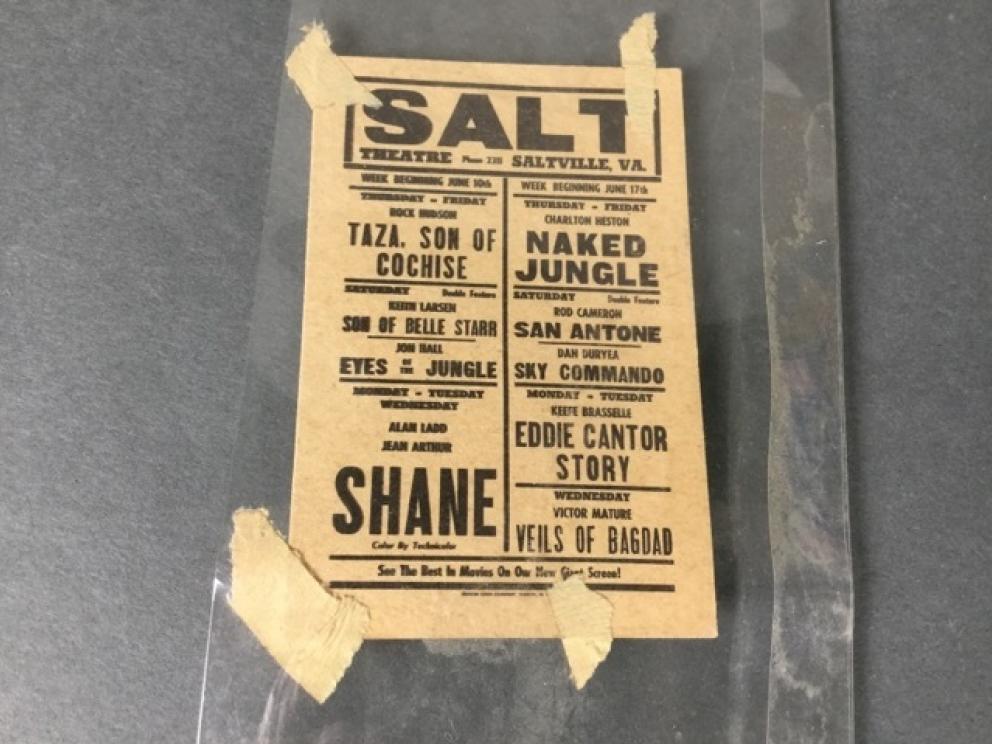 SALT
THEATRE Phone 2311 SALTVILLE, VA.
WEEK BEGINNING JUNE 10th
THURSDAY - FRIDAY
ROCK HUDSON
TAZA, SON OF
COCHISE
SATURDAY Double Feature
KEITH LARSEN
SON OF BELLE STARR
JON HALL
EYES OF THE JUNGLE
MONDAY - TUESDAY
WEDNESDAY
ALAN LADD
JEAN ARTHUR
SHANE
Color By Technicolor
WEEK BEGINNING JUNE 17th
THURSDAY - FRIDAY
CHARLTON HESTON
NAKED
JUNGLE
SATURDAY Double Feature
ROD CAMERON
SAN ANTONE
DAN DURYEA
SKY COMMANDO
MONDAY - TUESDAY
KEEFE BRASSELLE
EDDIE CANTOR
STORY
WEDNESDAY
VICTOR MATURE
VEILS OF BAGDAD
See The Best In Movies On Our New Giant Screen!